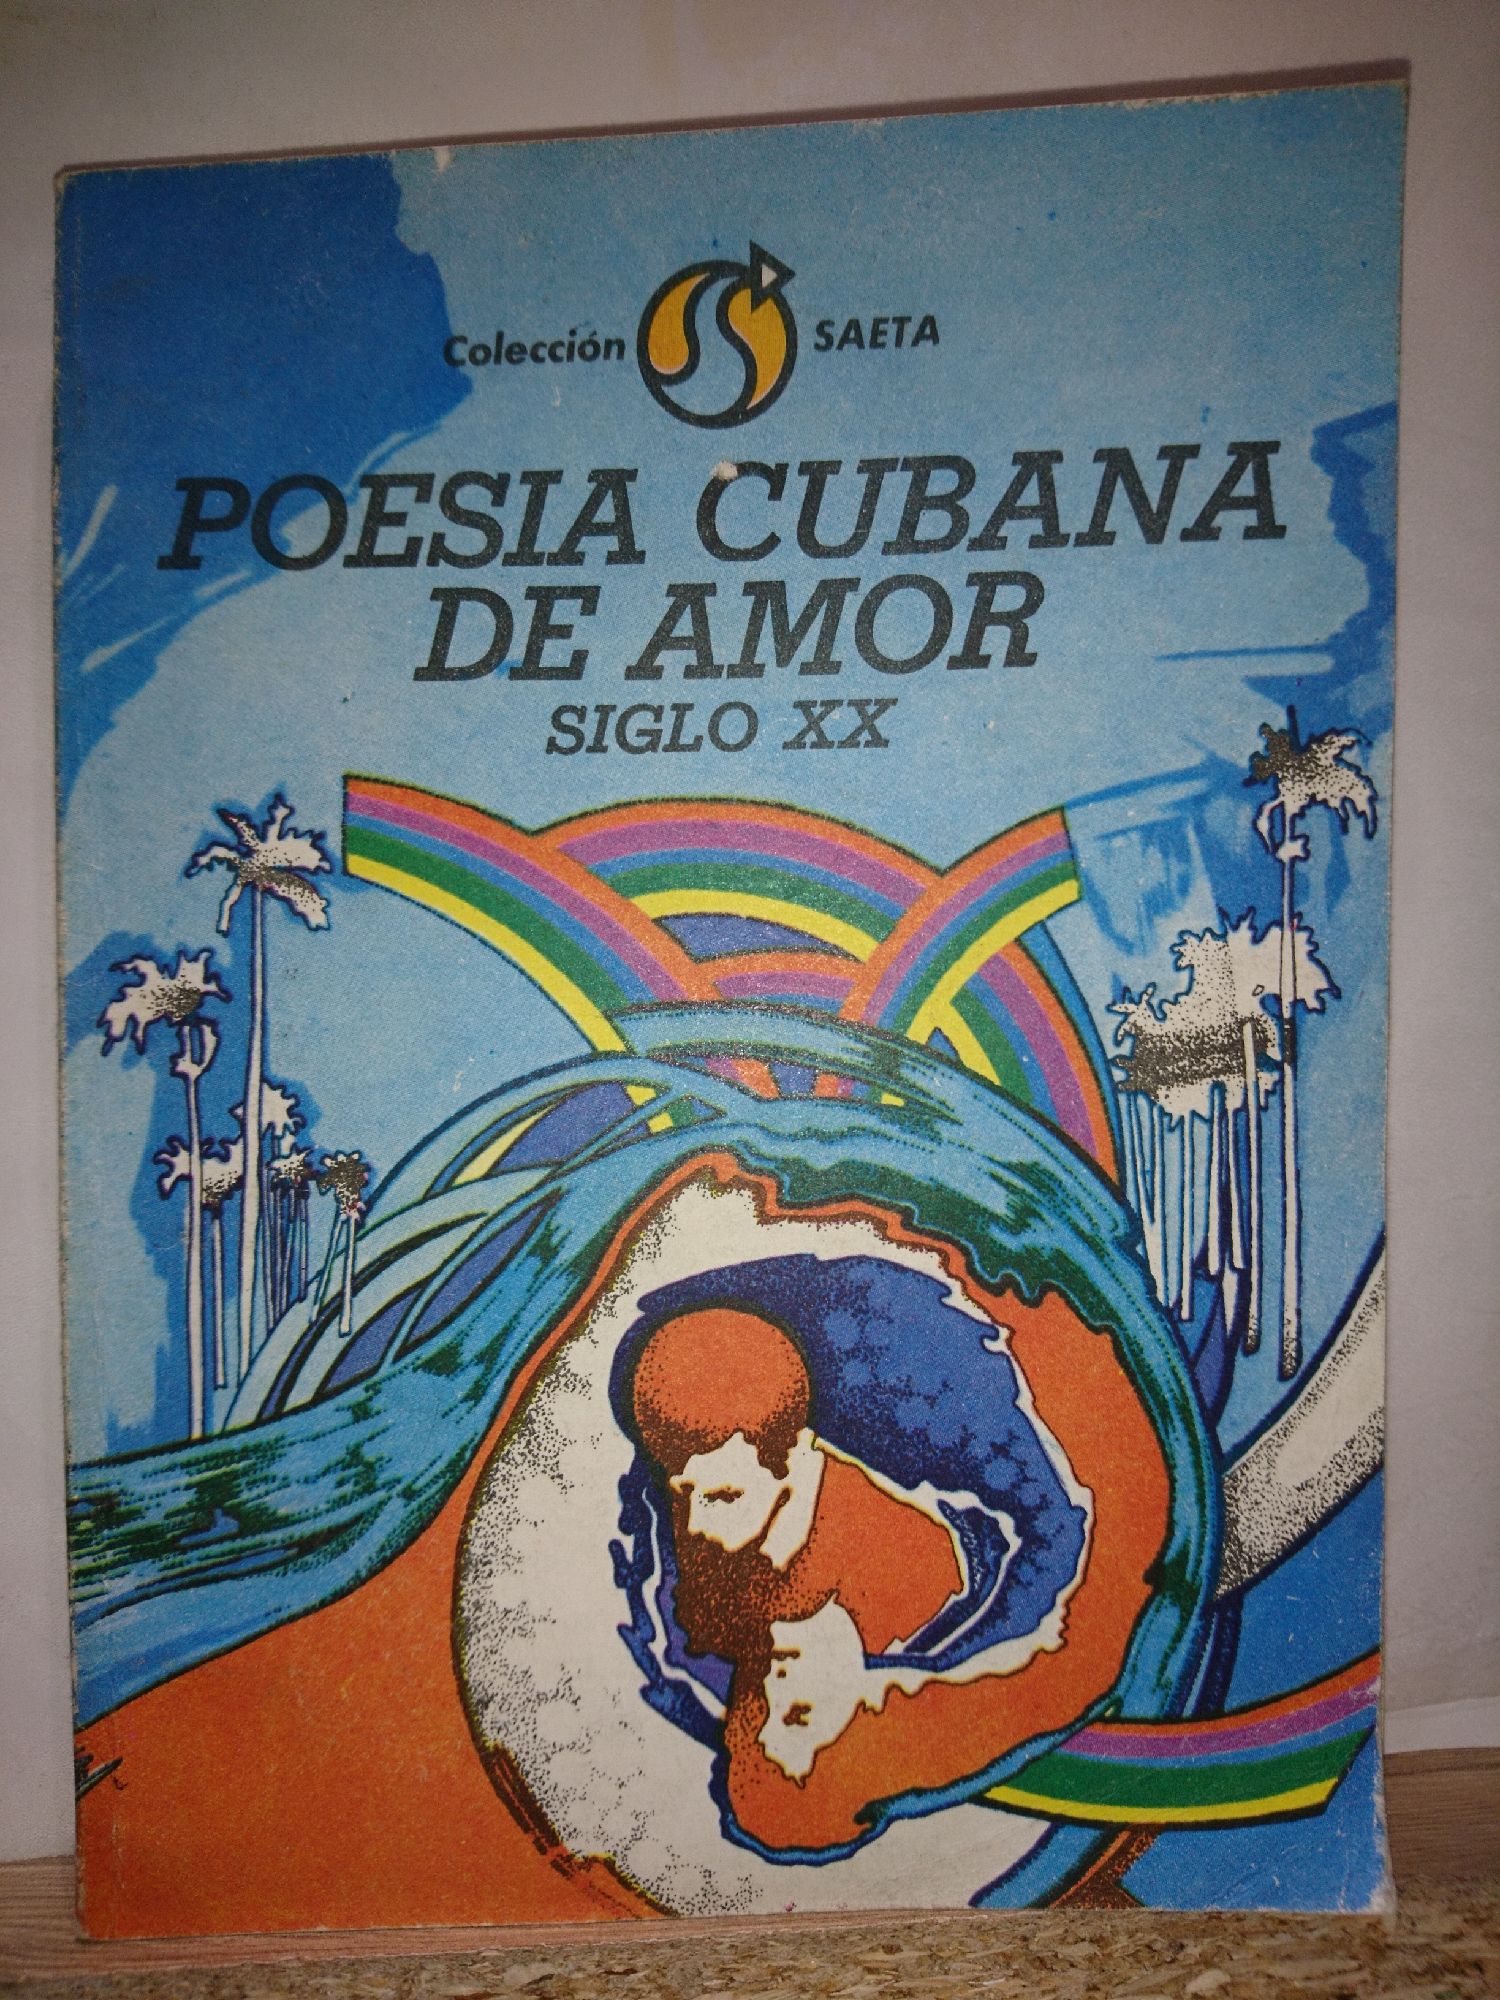 Colección SAETA
POESIA CUBANA
DE AMOR
SIGLO XX